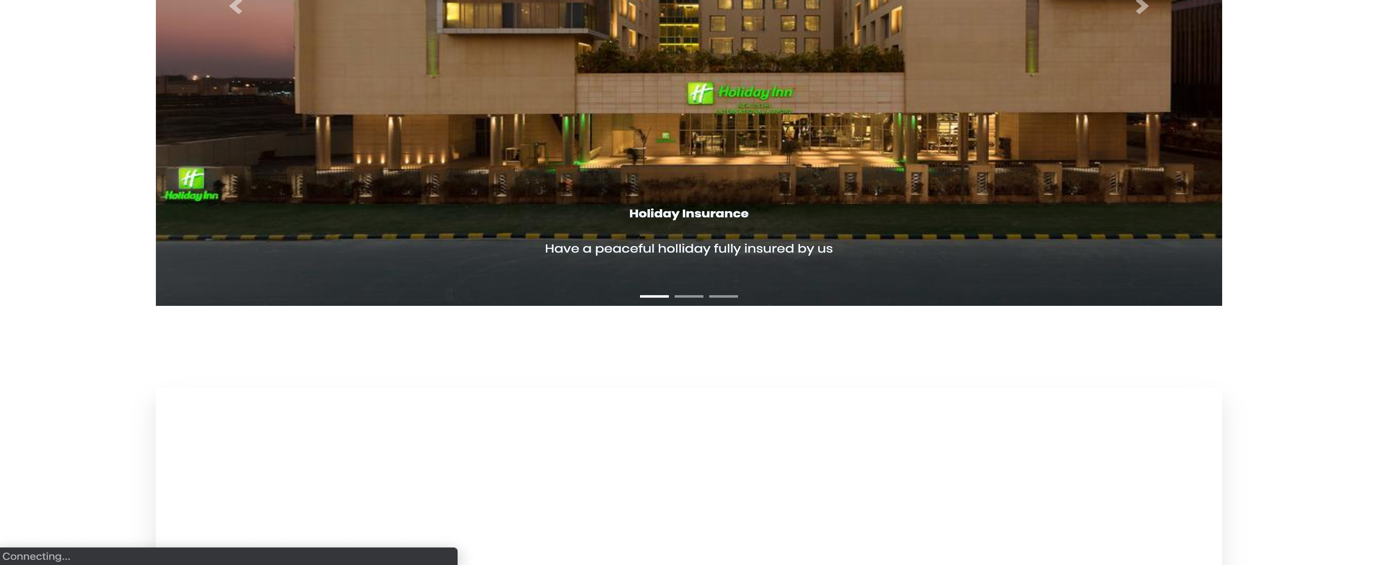 Holiday Inn
Holiday Inn
Holiday Insurance
Have a peaceful holliday fully insured by us
Connecting...